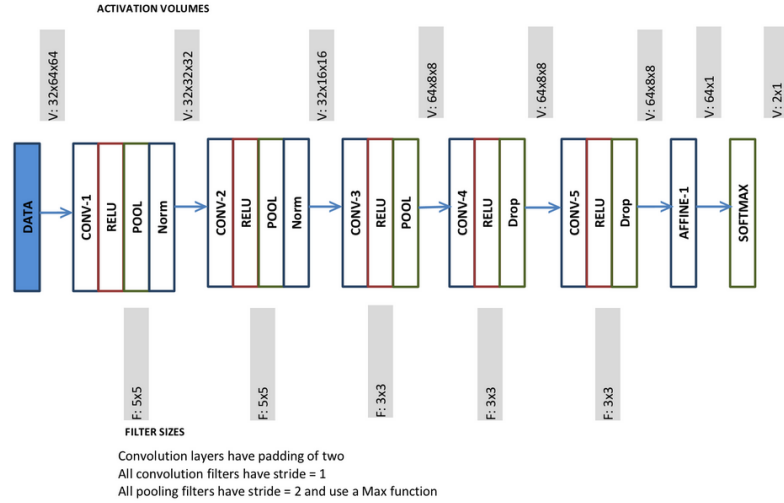 ACTIVATION VOLUMES
V: 32x64x64
V: 32x32x32
V: 32x16x16
V: 64x8x8
V: 64x8x8
V: 64x8x8
V: 64x1
V: 2x1
DATA
CONV-1
RELU
POOL
Norm
CONV-2
RELU
POOL
Norm
CONV-3
RELU
POOL
CONV-4
RELU
Drop
CONV-5
RELU
Drop
AFFINE-1
SOFTMAX
F: 5x5
F: 5x5
F: 3x3
F: 3x3
F: 3x3
FILTER SIZES
Convolution layers have padding of two
All convolution filters have stride = 1
All pooling filters have stride = 2 and use a Max function